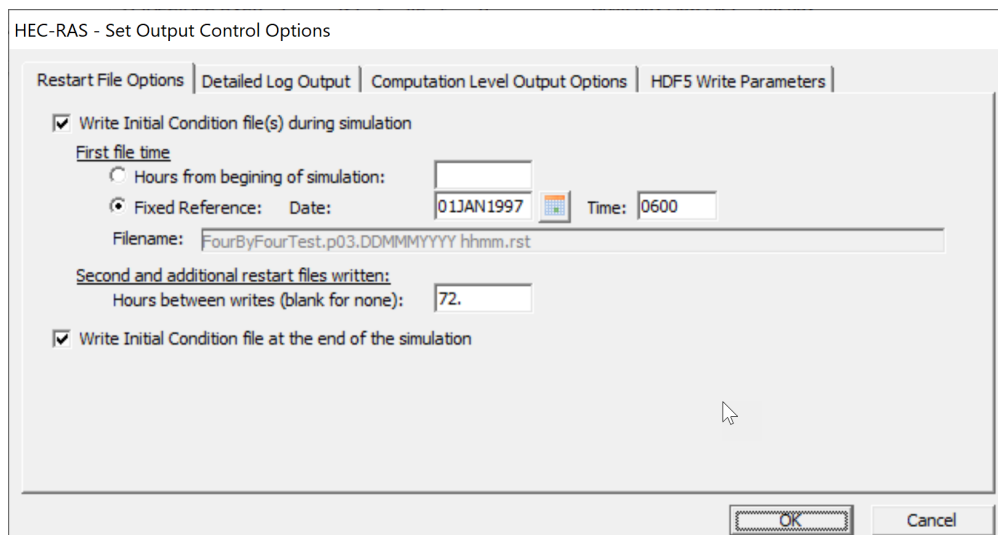 HEC-RAS - Set Output Control Options
Restart File Options Detailed Log Output Computation Level Output Options HDF5 Write Parameters
Write Initial Condition file(s) during simulation
First file time
Hours from begining of simulation:
Fixed Reference: Date: 01JAN1997 Time: 0600
Filename: FourByFourTest.p03.DDMMMYYYY hhmm.rst
Second and additional restart files written:
Hours between writes (blank for none): 72.
Write Initial Condition file at the end of the simulation
OK Cancel